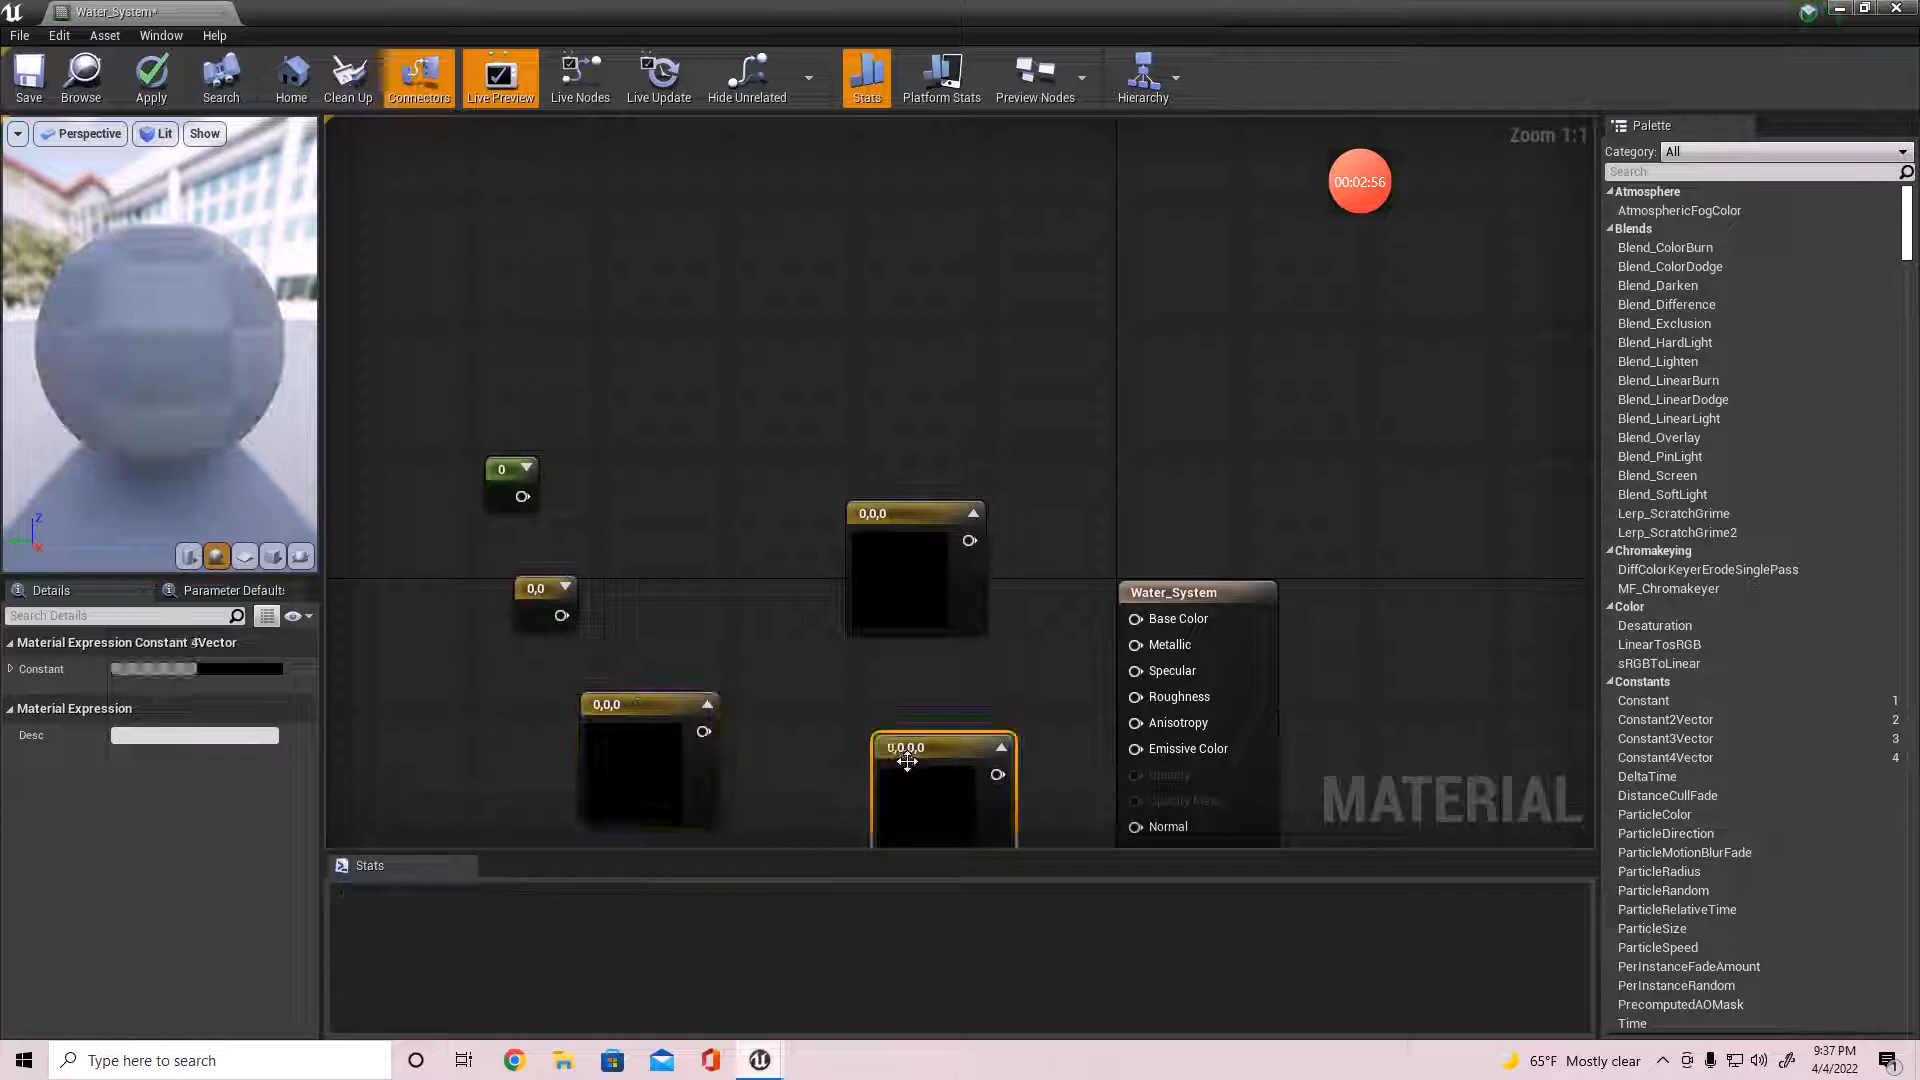 Water_System*
File Edit Asset Window Help
Save Browse Apply Search Home Clean Up Connectors Live Preview Live Nodes Live Update Hide Unrelated Stats Platform Stats Preview Nodes Hierarchy
Perspective Lit Show
Zoom 1:1
00:02:56
0
0,0
0,0,0
0,0,0
0,0,0,0
Water_System
Base Color
Metallic
Specular
Roughness
Anisotropy
Emissive Color
Opacity
Opacity Mask
Normal
MATERIAL
Z
X
Details Parameter Defaults
Search Details
Material Expression Constant 4Vector
Constant
Material Expression
Desc
Stats
Palette
Category: All
Search
Atmosphere
AtmosphericFogColor
Blends
Blend_ColorBurn
Blend_ColorDodge
Blend_Darken
Blend_Difference
Blend_Exclusion
Blend_HardLight
Blend_Lighten
Blend_LinearBurn
Blend_LinearDodge
Blend_LinearLight
Blend_Overlay
Blend_PinLight
Blend_Screen
Blend_SoftLight
Lerp_ScratchGrime
Lerp_ScratchGrime2
Chromakeying
DiffColorKeyerErodeSinglePass
MF_Chromakeyer
Color
Desaturation
LinearTosRGB
sRGBToLinear
Constants
Constant 1
Constant2Vector 2
Constant3Vector 3
Constant4Vector 4
DeltaTime
DistanceCullFade
ParticleColor
ParticleDirection
ParticleMotionBlurFade
ParticleRadius
ParticleRandom
ParticleRelativeTime
ParticleSize
ParticleSpeed
PerInstanceFadeAmount
PerInstanceRandom
PrecomputedAOMask
Time
Type here to search
65°F Mostly clear
9:37 PM
4/4/2022
1